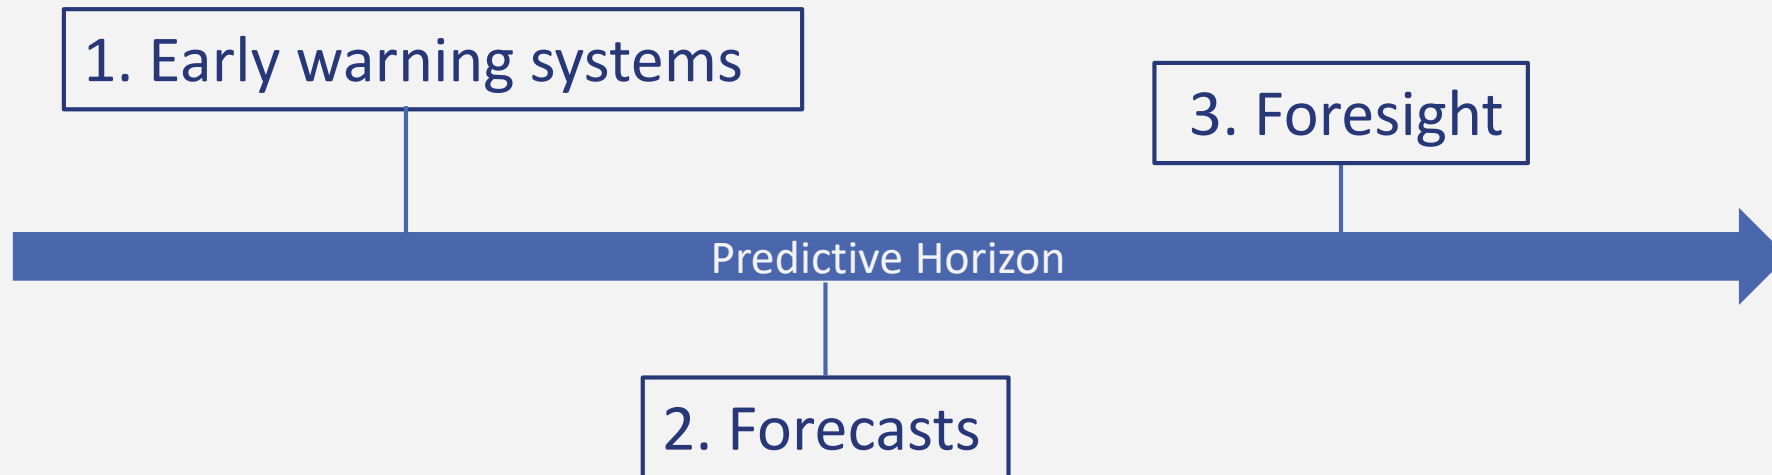 1. Early warning systems
3. Foresight
Predictive Horizon
2. Forecasts